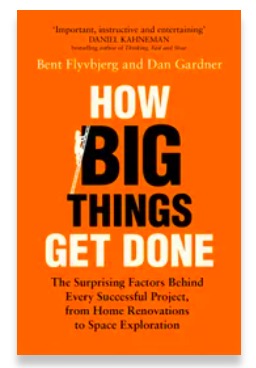 'Important, instructive and entertaining'
DANIEL KAHNEMAN
bestselling author of Thinking, Fast and Slow
Bent Flyvbjerg and Dan Gardner
HOW
BIG
THINGS
GET DONE
The Surprising Factors Behind
Every Successful Project,
from Home Renovations
to Space Exploration